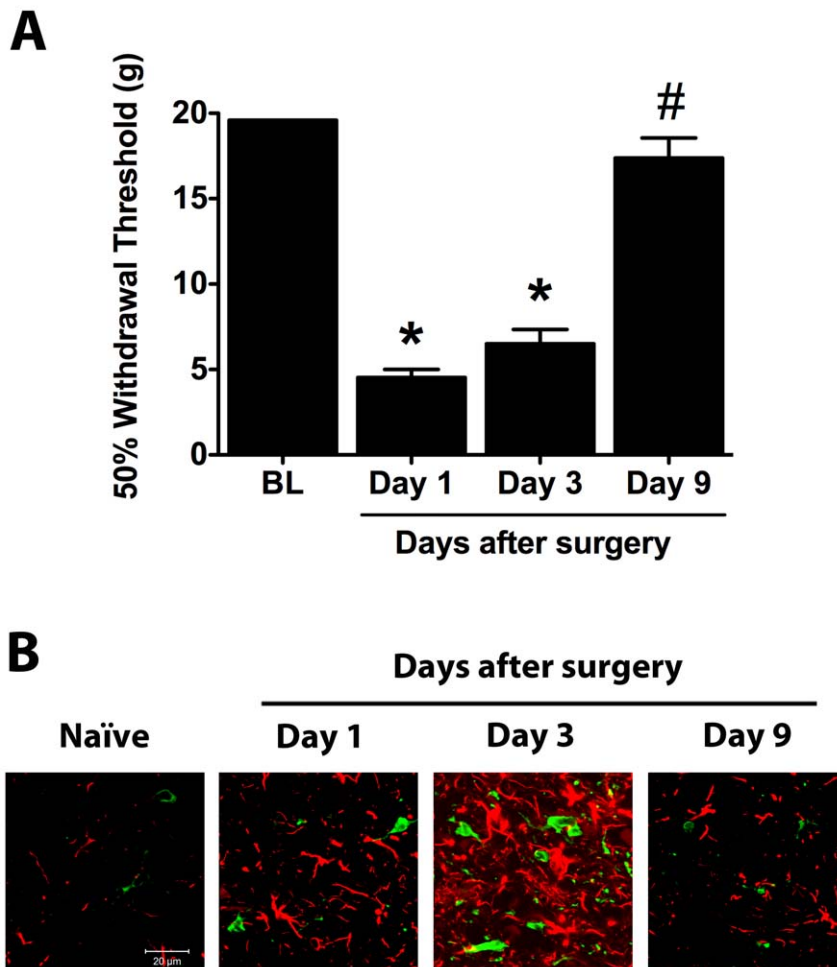 A
50% Withdrawal Threshold (g)
20
15
10
5
0
#
*
*
BL Day 1 Day 3 Day 9
Days after surgery
B
Days after surgery
Naïve Day 1 Day 3 Day 9
20 μm